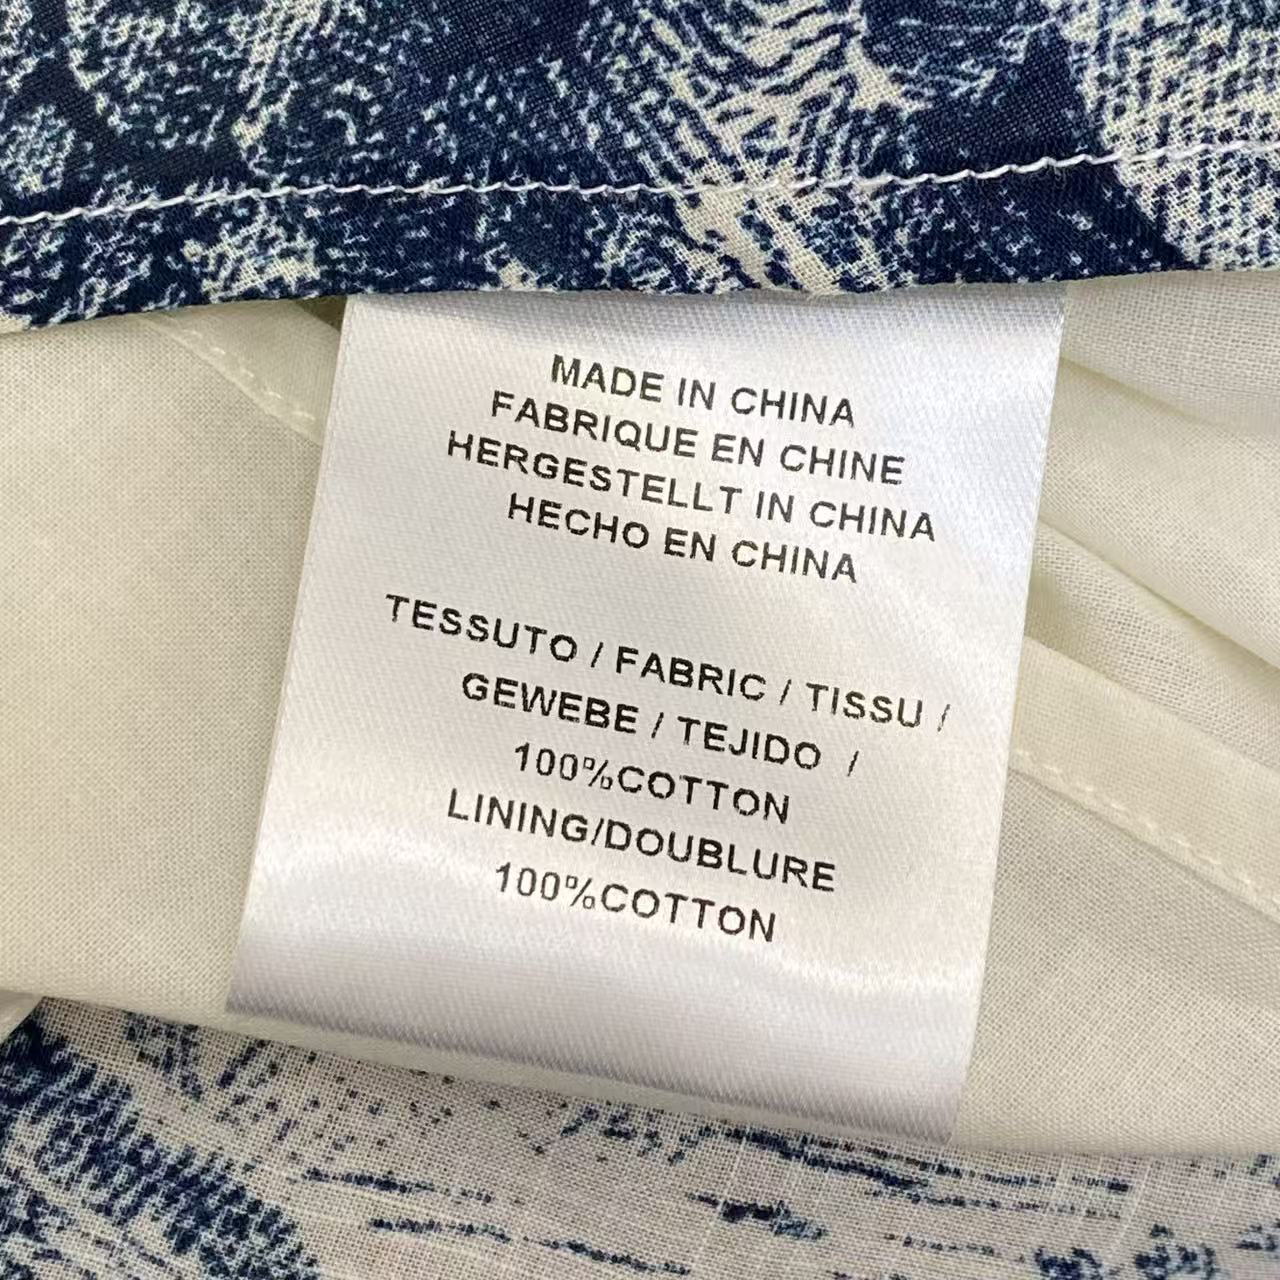 MADE IN CHINA
FABRIQUE EN CHINE
HERGESTELLT IN CHINA
HECHO EN CHINA
TESSUTO / FABRIC / TISSU /
GEWEBE / TEJIDO /
100%COTTON
LINING/DOUBLURE
100%COTTON